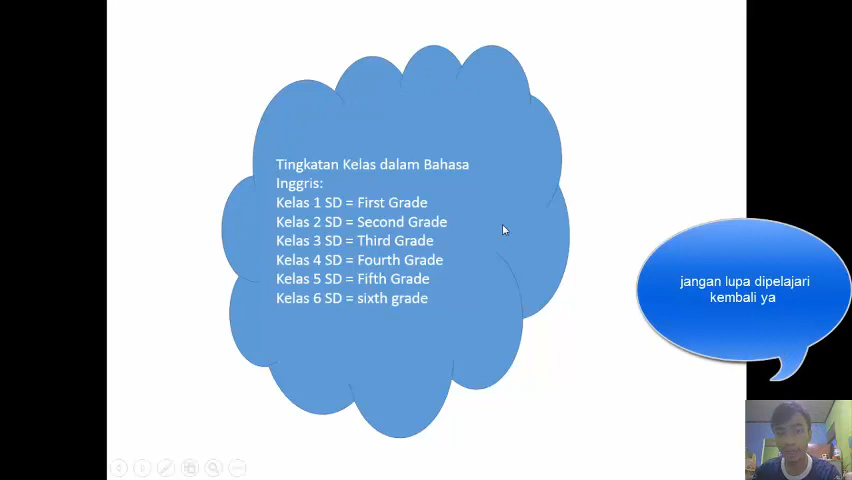 Tingkatan Kelas dalam Bahasa
Inggris:
Kelas 1 SD = First Grade
Kelas 2 SD = Second Grade
Kelas 3 SD = Third Grade
Kelas 4 SD = Fourth Grade
Kelas 5 SD = Fifth Grade
Kelas 6 SD = sixth grade
jangan lupa dipelajari
kembali ya